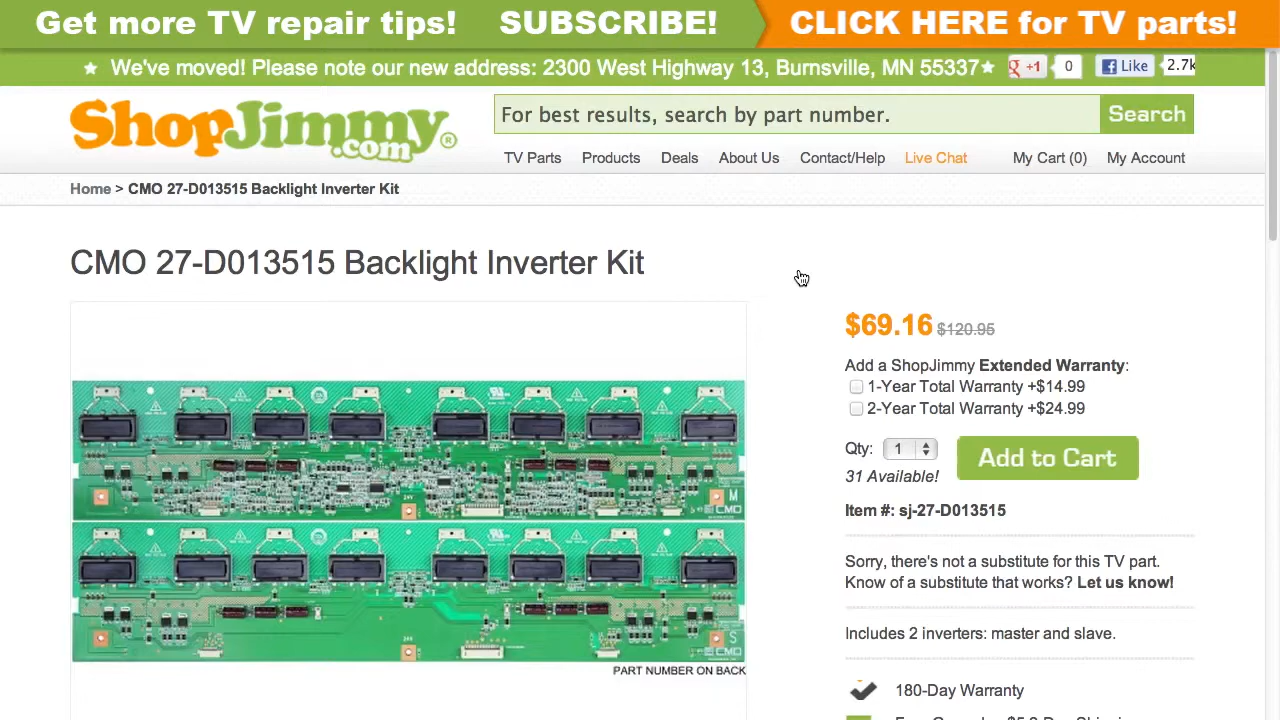 Get more TV repair tips! SUBSCRIBE! CLICK HERE for TV parts!
★ We've moved! Please note our new address: 2300 West Highway 13, Burnsville, MN 55337 ★ +1 0 Like 2.7k
ShopJimmy.com®
For best results, search by part number. Search
TV Parts Products Deals About Us Contact/Help Live Chat My Cart (0) My Account
Home > CMO 27-D013515 Backlight Inverter Kit
CMO 27-D013515 Backlight Inverter Kit
$69.16 $120.95
Add a ShopJimmy Extended Warranty:
1-Year Total Warranty +$14.99
2-Year Total Warranty +$24.99
Qty: 1 Add to Cart
31 Available!
Item #: sj-27-D013515
Sorry, there's not a substitute for this TV part.
Know of a substitute that works? Let us know!
Includes 2 inverters: master and slave.
24V
M
CMO
24V
S
CMO
PART NUMBER ON BACK
180-Day Warranty